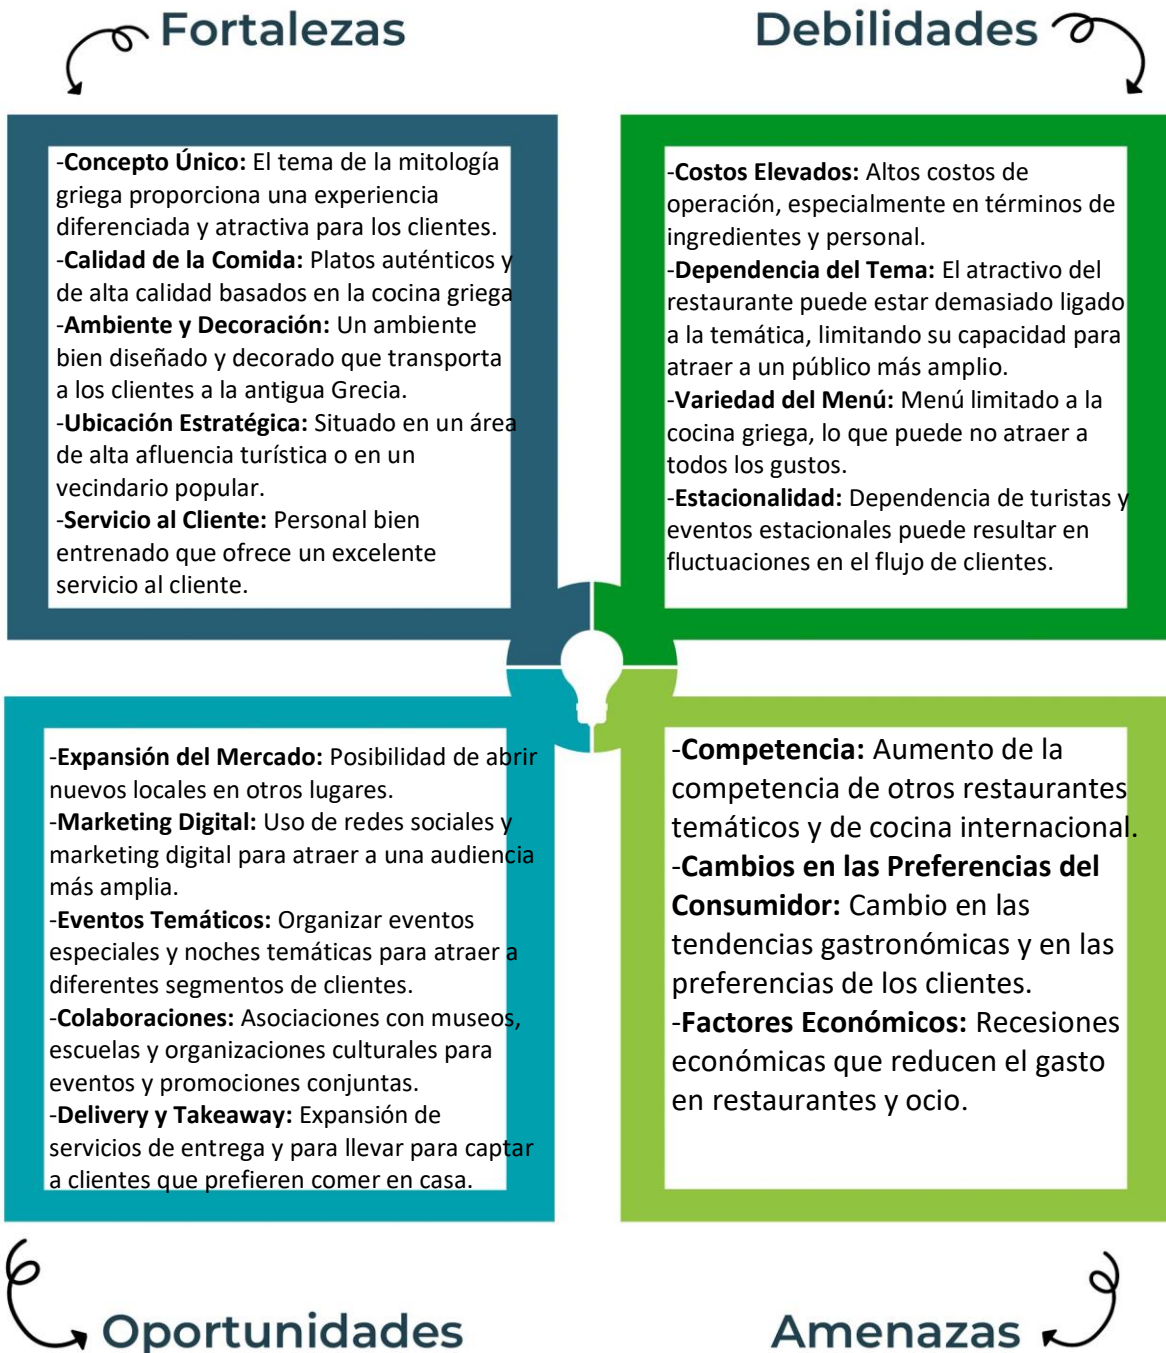 Fortalezas
-Concepto Único: El tema de la mitología
griega proporciona una experiencia
diferenciada y atractiva para los clientes.
-Calidad de la Comida: Platos auténticos y
de alta calidad basados en la cocina griega
-Ambiente y Decoración: Un ambiente
bien diseñado y decorado que transporta
a los clientes a la antigua Grecia.
-Ubicación Estratégica: Situado en un área
de alta afluencia turística o en un
vecindario popular.
-Servicio al Cliente: Personal bien
entrenado que ofrece un excelente
servicio al cliente.
Debilidades
-Costos Elevados: Altos costos de
operación, especialmente en términos de
ingredientes y personal.
-Dependencia del Tema: El atractivo del
restaurante puede estar demasiado ligado
a la temática, limitando su capacidad para
atraer a un público más amplio.
-Variedad del Menú: Menú limitado a la
cocina griega, lo que puede no atraer a
todos los gustos.
-Estacionalidad: Dependencia de turistas y
eventos estacionales puede resultar en
fluctuaciones en el flujo de clientes.
-Expansión del Mercado: Posibilidad de abrir
nuevos locales en otros lugares.
-Marketing Digital: Uso de redes sociales y
marketing digital para atraer a una audiencia
más amplia.
-Eventos Temáticos: Organizar eventos
especiales y noches temáticas para atraer a
diferentes segmentos de clientes.
-Colaboraciones: Asociaciones con museos,
escuelas y organizaciones culturales para
eventos y promociones conjuntas.
-Delivery y Takeaway: Expansión de
servicios de entrega y para llevar para captar
a clientes que prefieren comer en casa.
Oportunidades
-Competencia: Aumento de la
competencia de otros restaurantes
temáticos y de cocina internacional.
-Cambios en las Preferencias del
Consumidor: Cambio en las
tendencias gastronómicas y en las
preferencias de los clientes.
-Factores Económicos: Recesiones
económicas que reducen el gasto
en restaurantes y ocio.
Amenazas